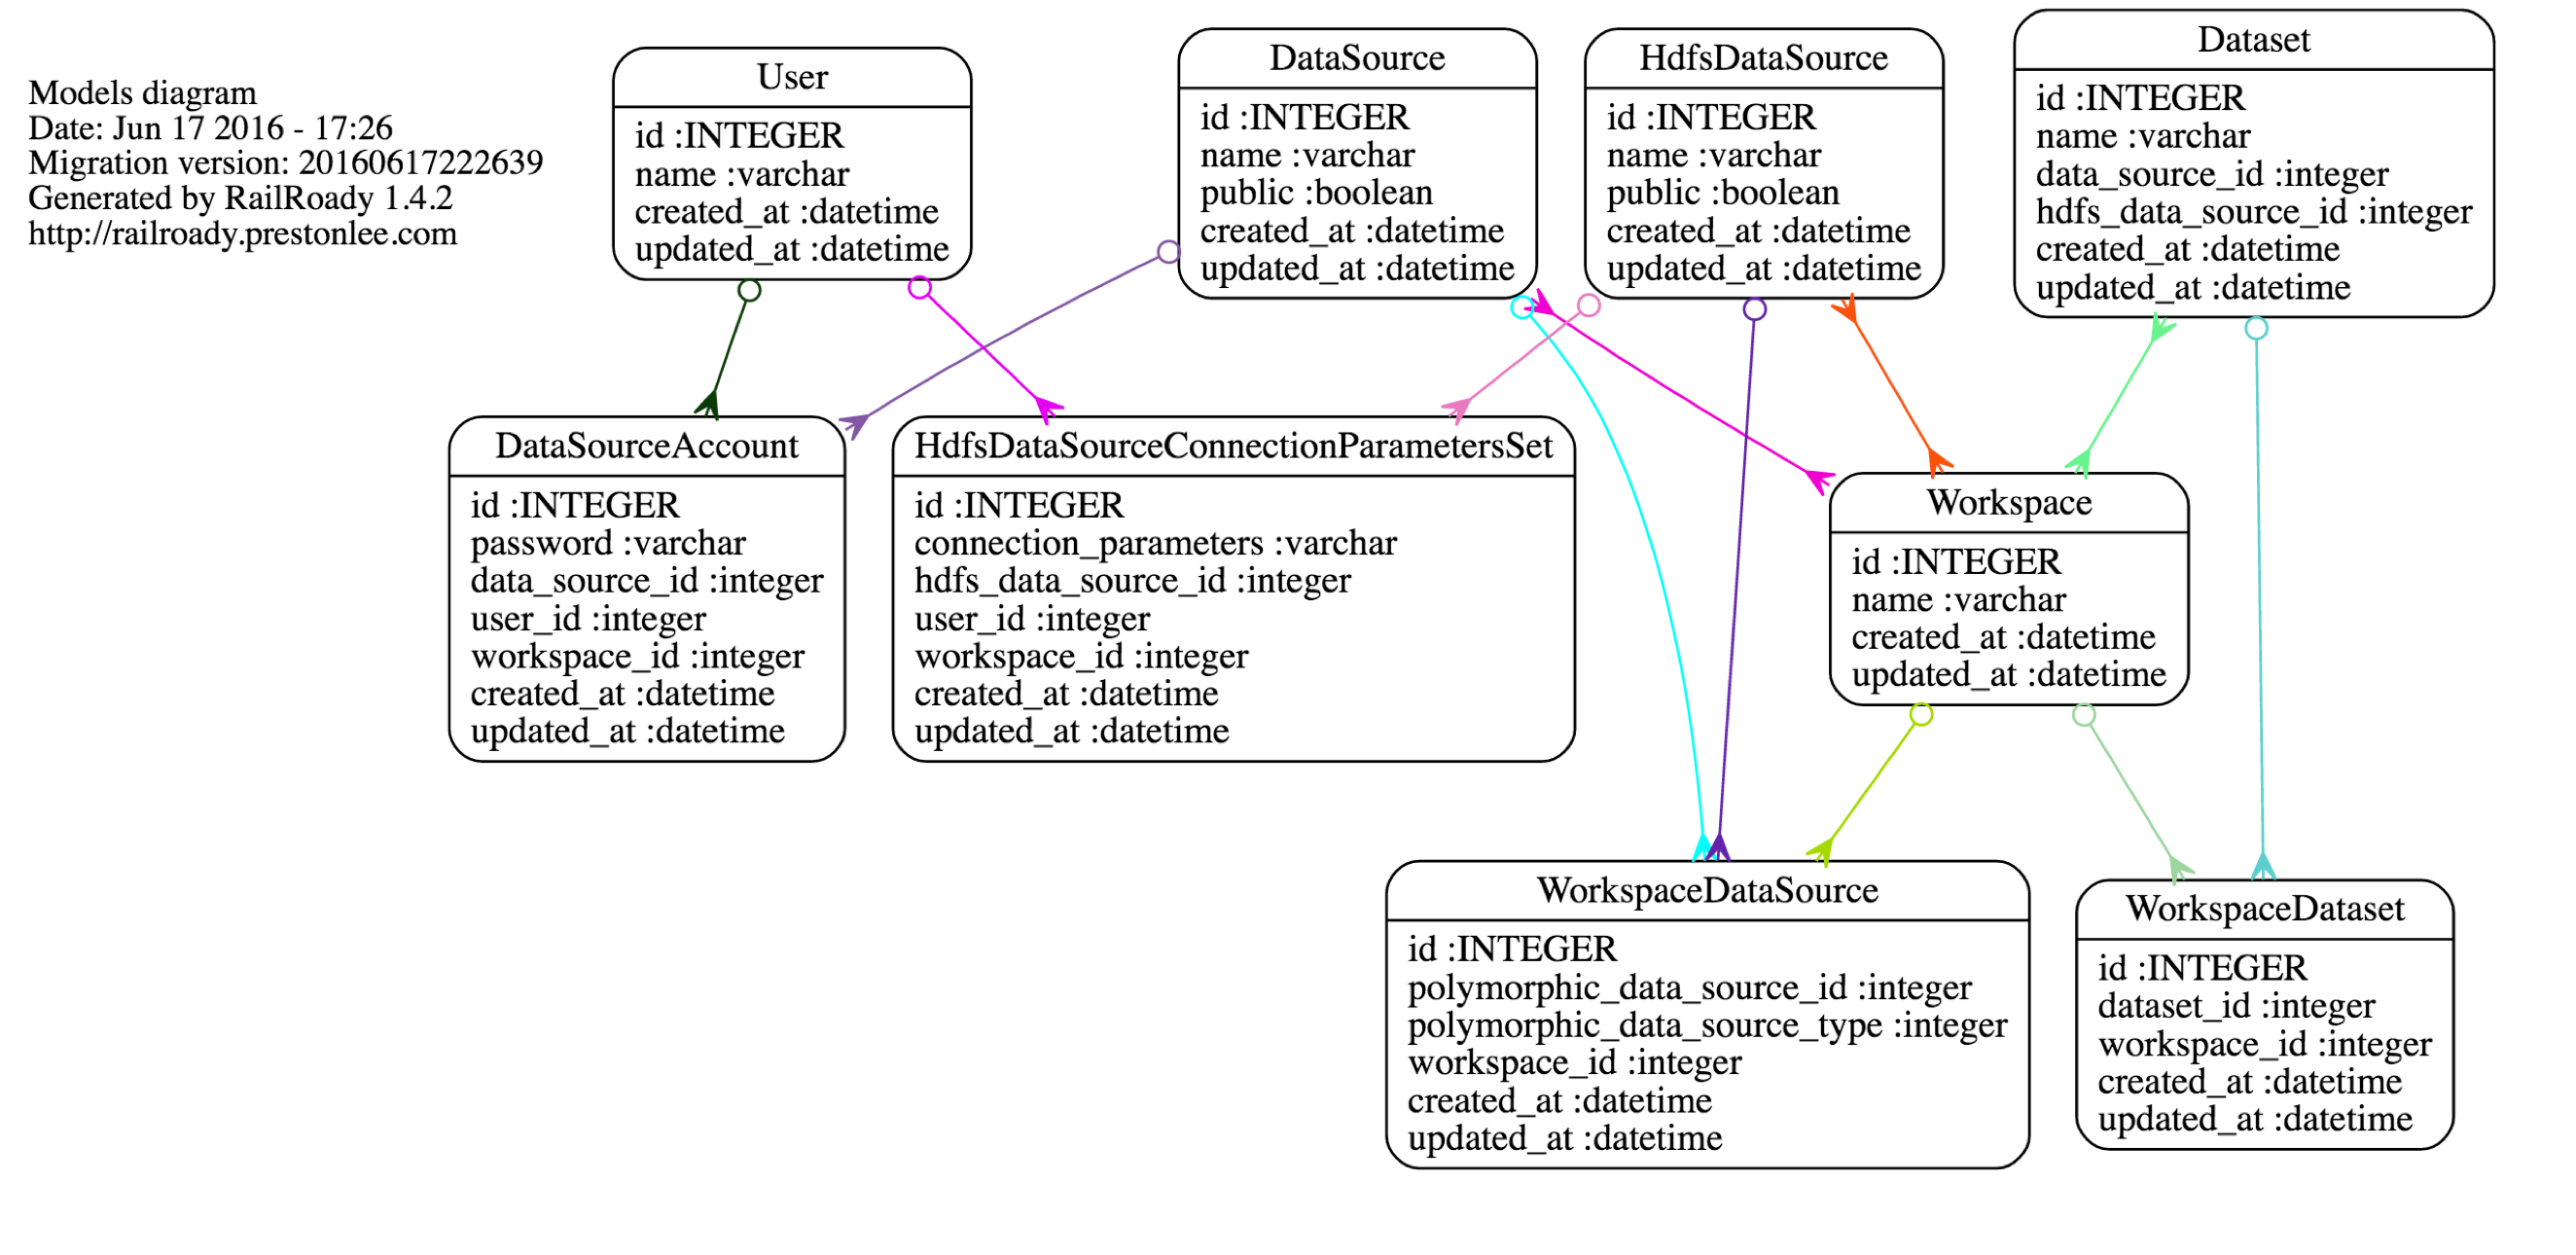 Models diagram
Date: Jun 17 2016 - 17:26
Migration version: 20160617222639
Generated by RailRoady 1.4.2
http://railroady.prestonlee.com
User
id :INTEGER
name :varchar
created_at :datetime
updated_at :datetime
DataSource
id :INTEGER
name :varchar
public :boolean
created_at :datetime
updated_at :datetime
HdfsDataSource
id :INTEGER
name :varchar
public :boolean
created_at :datetime
updated_at :datetime
Dataset
id :INTEGER
name :varchar
data_source_id :integer
hdfs_data_source_id :integer
created_at :datetime
updated_at :datetime
DataSourceAccount
id :INTEGER
password :varchar
data_source_id :integer
user_id :integer
workspace_id :integer
created_at :datetime
updated_at :datetime
HdfsDataSourceConnectionParametersSet
id :INTEGER
connection_parameters :varchar
hdfs_data_source_id :integer
user_id :integer
workspace_id :integer
created_at :datetime
updated_at :datetime
Workspace
id :INTEGER
name :varchar
created_at :datetime
updated_at :datetime
WorkspaceDataSource
id :INTEGER
polymorphic_data_source_id :integer
polymorphic_data_source_type :integer
workspace_id :integer
created_at :datetime
updated_at :datetime
WorkspaceDataset
id :INTEGER
dataset_id :integer
workspace_id :integer
created_at :datetime
updated_at :datetime